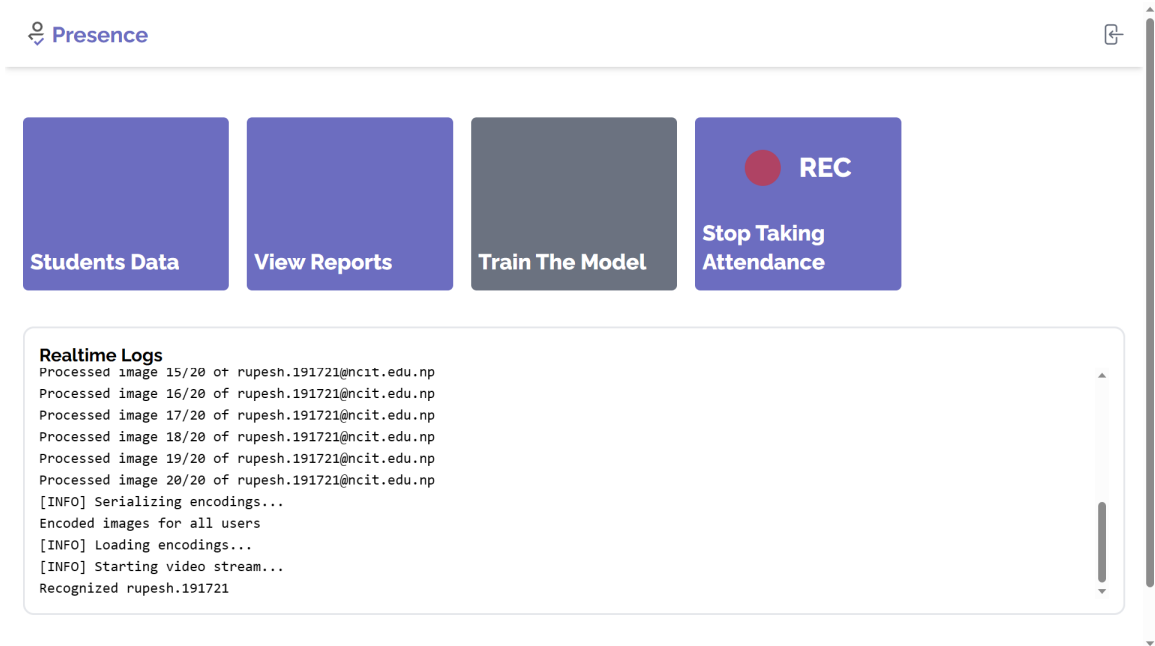 Presence
Students Data
View Reports
Train The Model
REC
Stop Taking
Attendance
Realtime Logs
Processed image 15/20 of rupesh.191721@ncit.edu.np
Processed image 16/20 of rupesh.191721@ncit.edu.np
Processed image 17/20 of rupesh.191721@ncit.edu.np
Processed image 18/20 of rupesh.191721@ncit.edu.np
Processed image 19/20 of rupesh.191721@ncit.edu.np
Processed image 20/20 of rupesh.191721@ncit.edu.np
[INFO] Serializing encodings...
Encoded images for all users
[INFO] Loading encodings...
[INFO] Starting video stream...
Recognized rupesh.191721